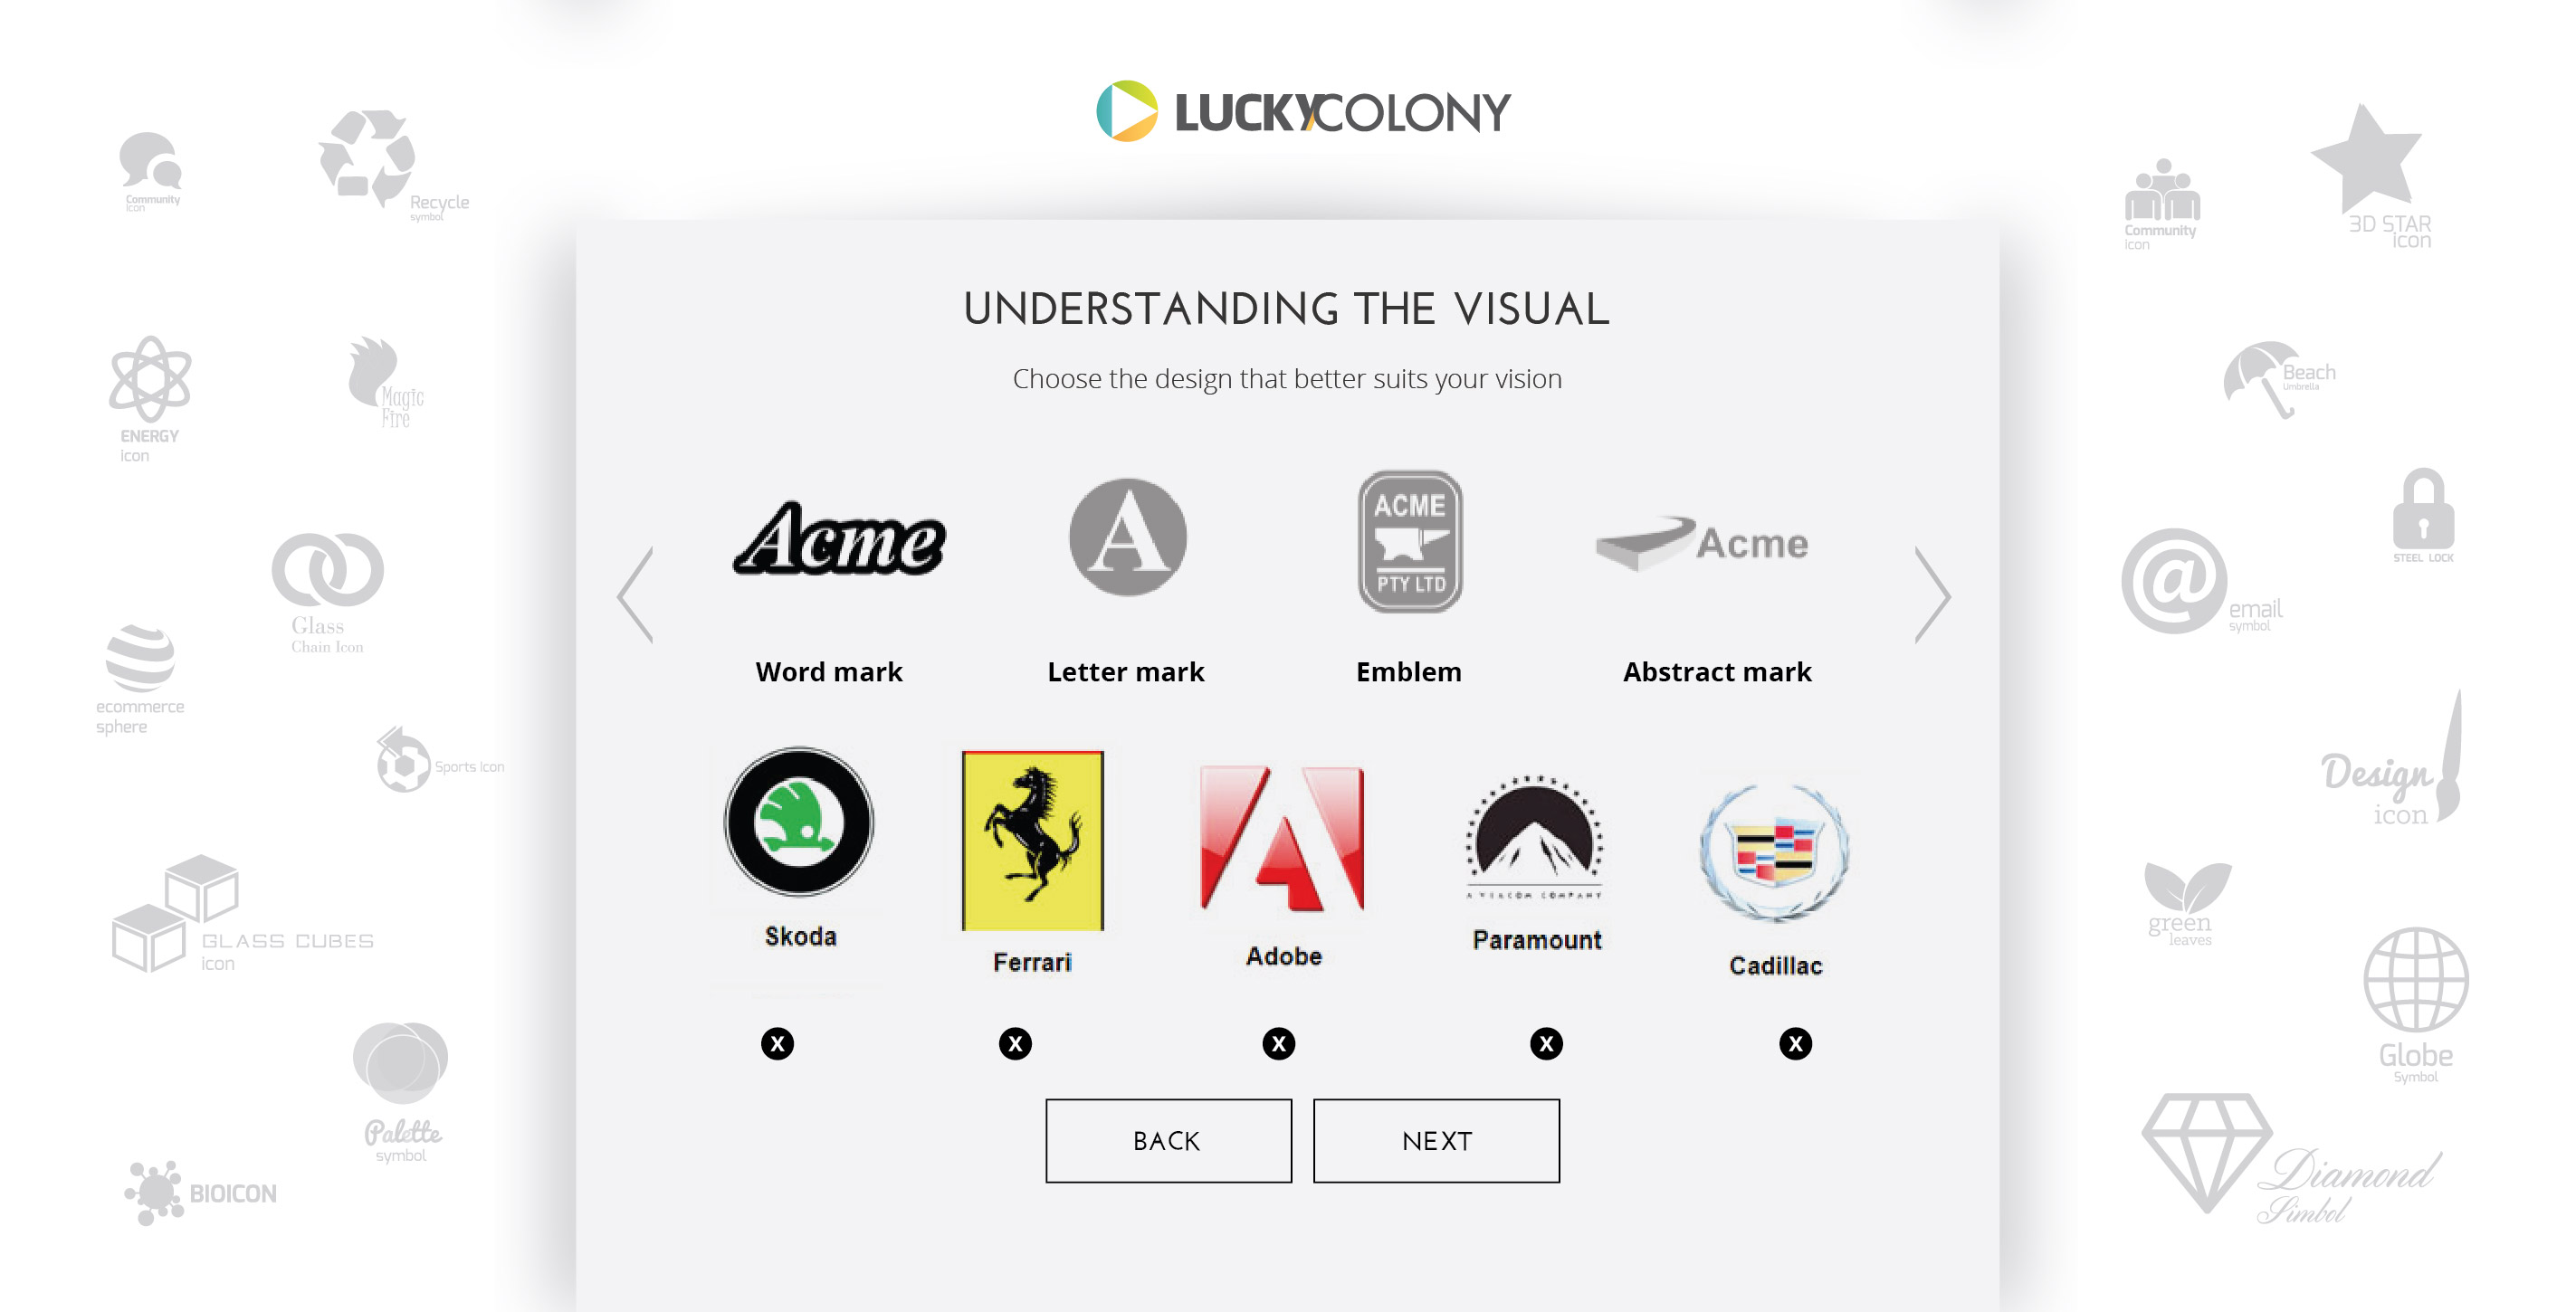 LUCKYCOLONY
UNDERSTANDING THE VISUAL
Choose the design that better suits your vision
Acme
A
ACME
PTY LTD
Acme
Word mark
Letter mark
Emblem
Abstract mark
A VIACOM COMPANY
Skoda
Ferrari
Adobe
Paramount
Cadillac
X
X
X
X
X
BACK
NEXT
Community
Icon
Recycle
symbol
ENERGY
icon
Magic
Fire
Glass
Chain Icon
ecommerce
sphere
Sports Icon
GLASS CUBES
icon
Palette
symbol
BIOICON
Community
Icon
3D STAR
icon
Beach
Umbrella
STEEL LOCK
@
email
symbol
Design
icon
green
leaves
Globe
Symbol
Diamond
Simbol